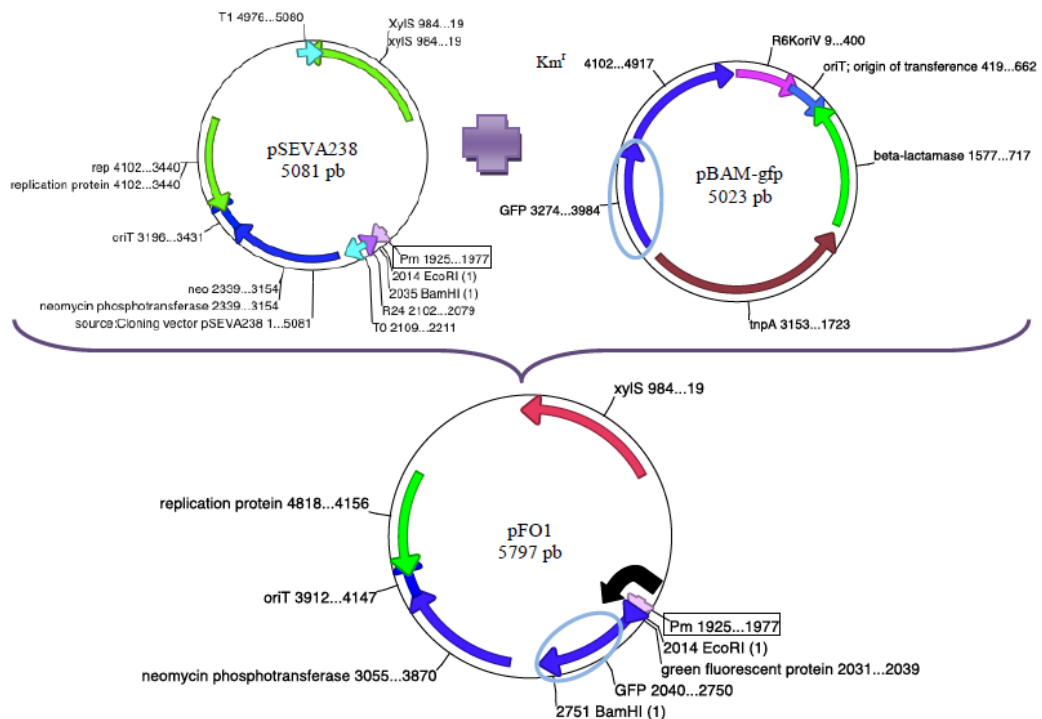 T1 4976...5080
XylS 984...19
xylS 984...19
pSEVA238
5081 pb
rep 4102...3440
replication protein 4102...3440
oriT 3196...3431
neo 2339...3154
neomycin phosphotransferase 2339...3154
source:Cloning vector pSEVA238 1...5081
Pm 1925...1977
2014 EcoRI (1)
2035 BamHI (1)
R24 2102...2079
T0 2109...2211
Kmr
4102...4917
R6KoriV 9...400
oriT; origin of transference 419...662
pBAM-gfp
5023 pb
beta-lactamase 1577...717
GFP 3274...3984
tnpA 3153...1723
xylS 984...19
replication protein 4818...4156
pFO1
5797 pb
oriT 3912...4147
Pm 1925...1977
2014 EcoRI (1)
green fluorescent protein 2031...2039
neomycin phosphotransferase 3055...3870
GFP 2040...2750
2751 BamHI (1)